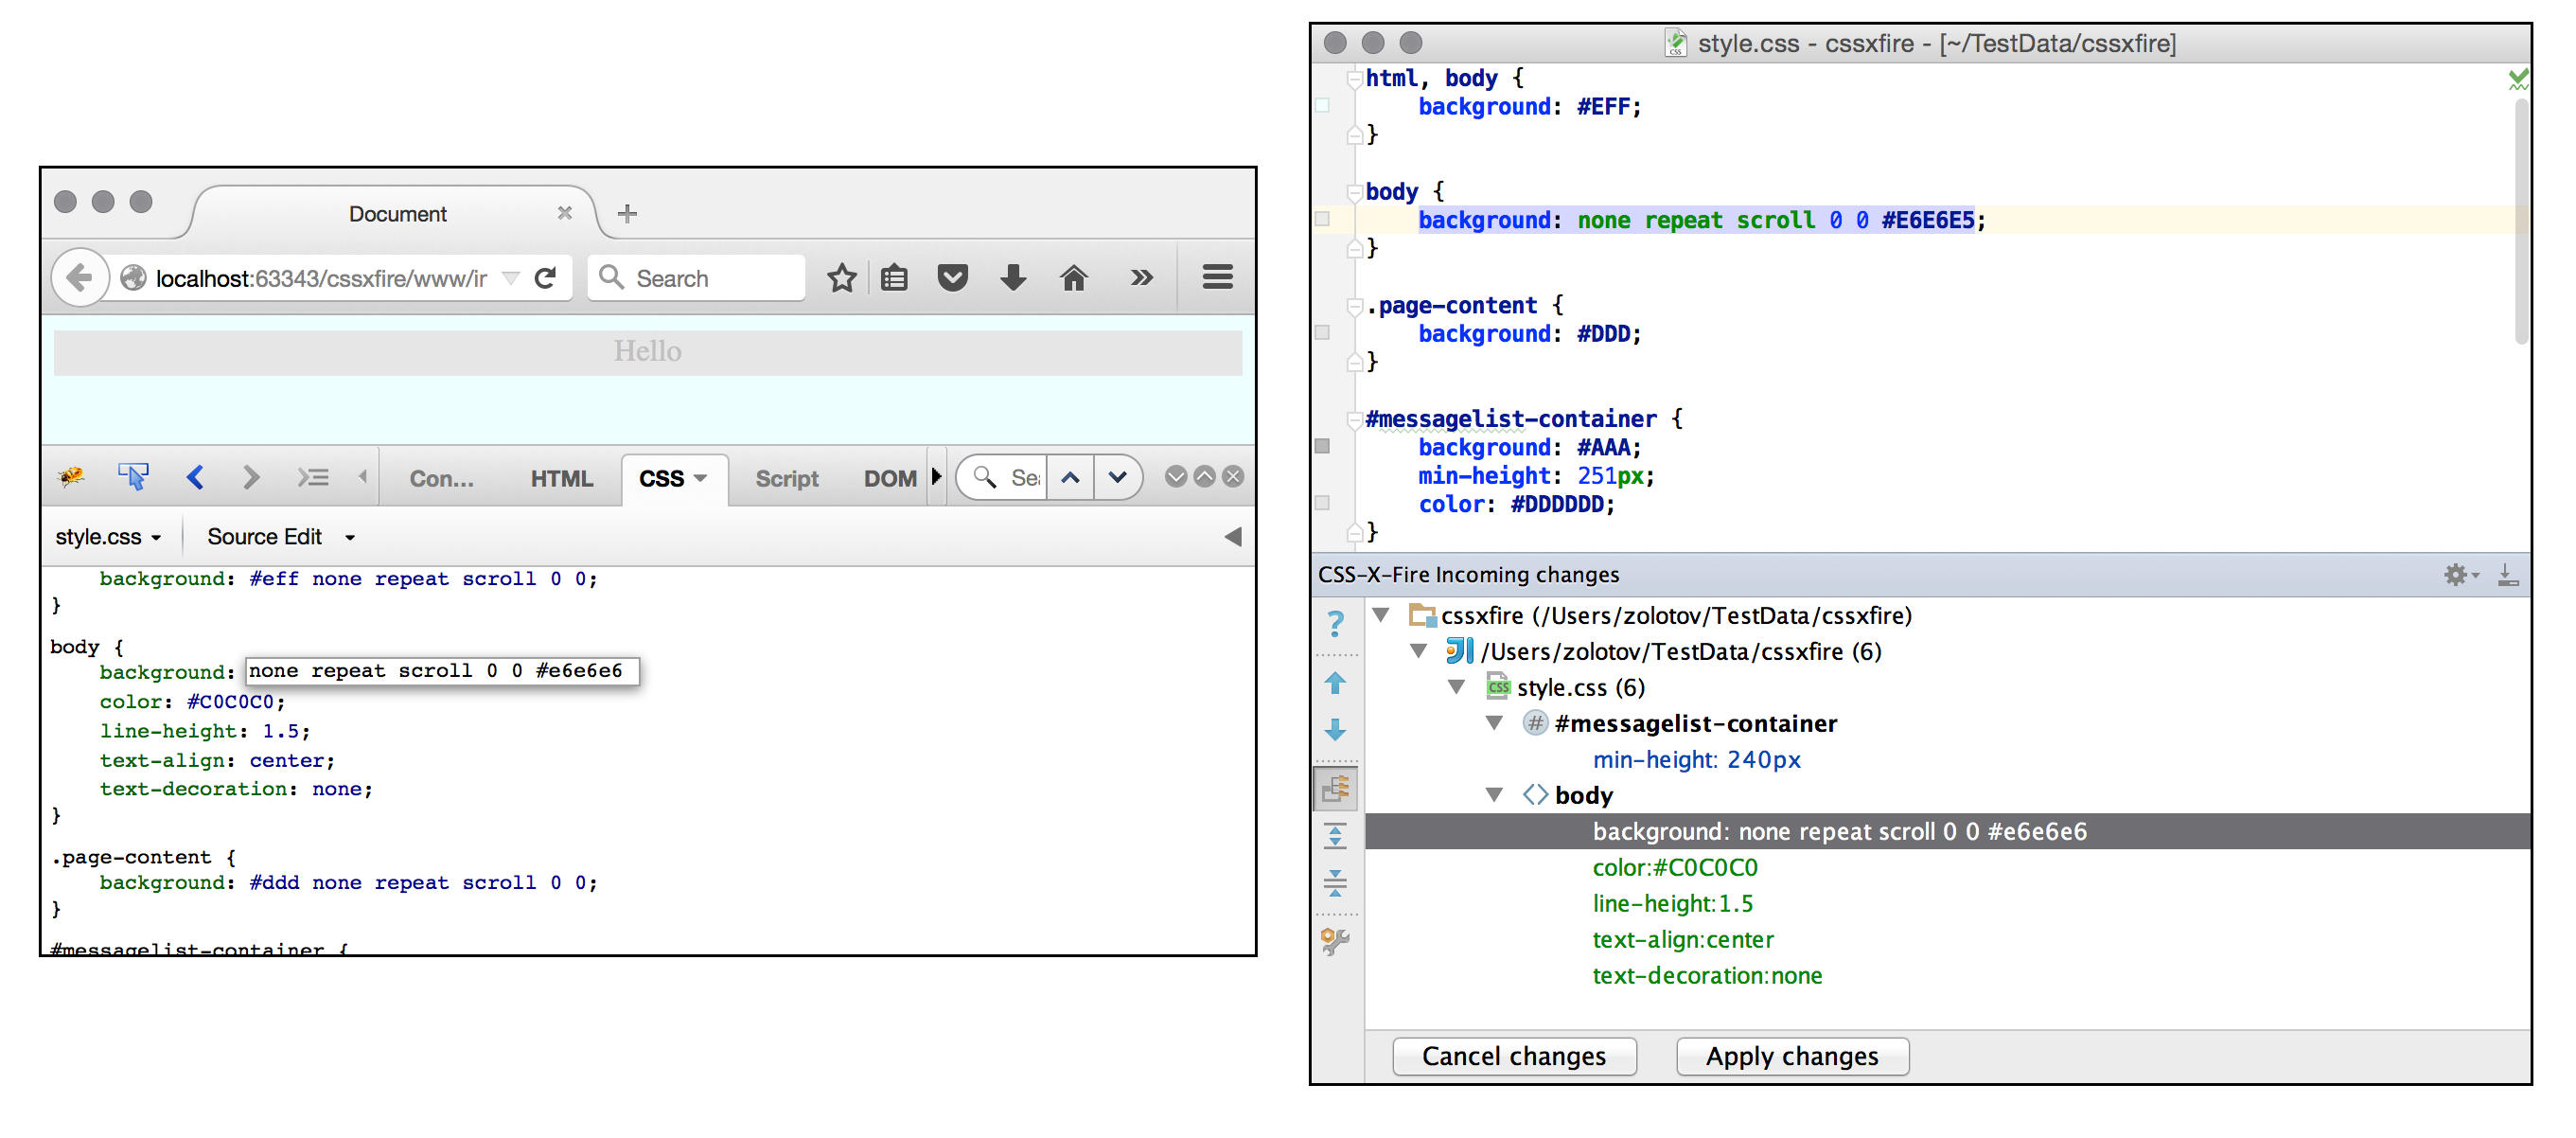 Document
localhost:63343/cssxfire/www/ir
Search
Hello
Con...
HTML
CSS
Script
DOM
style.css
Source Edit
background: #eff none repeat scroll 0 0;
}
body {
background: none repeat scroll 0 0 #e6e6e6
color: #C0C0C0;
line-height: 1.5;
text-align: center;
text-decoration: none;
}
.page-content {
background: #ddd none repeat scroll 0 0;
}
#messagelist-container {
style.css - cssxfire - [~/TestData/cssxfire]
html, body {
background: #EFF;
}
body {
background: none repeat scroll 0 0 #E6E6E5;
}
.page-content {
background: #DDD;
}
#messagelist-container {
background: #AAA;
min-height: 251px;
color: #DDDDDD;
}
CSS-X-Fire Incoming changes
cssxfire (/Users/zolotov/TestData/cssxfire)
/Users/zolotov/TestData/cssxfire (6)
CSS style.css (6)
# #messagelist-container
min-height: 240px
<> body
background: none repeat scroll 0 0 #e6e6e6
color:#C0C0C0
line-height:1.5
text-align:center
text-decoration:none
Cancel changes
Apply changes